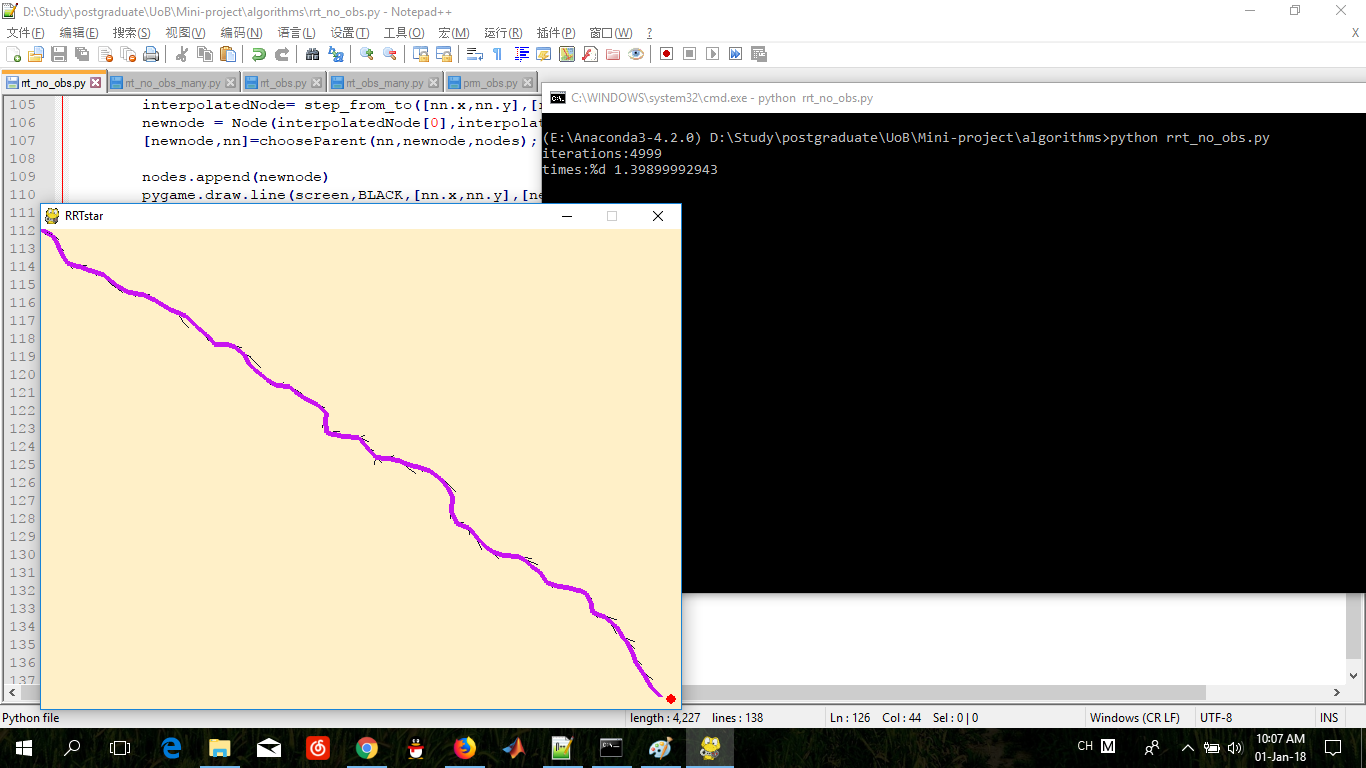 D:\Study\postgraduate\UoB\Mini-project\algorithms\rrt_no_obs.py - Notepad++
文件(F) 编辑(E) 搜索(S) 视图(V) 编码(N) 语言(L) 设置(T) 工具(O) 宏(M) 运行(R) 插件(P) 窗口(W) ? X
rrt_no_obs.py rrt_no_obs_many.py rrt_obs.py rrt_obs_many.py prm_obs.py
105 interpolatedNode= step_from_to([nn.x,nn.y],[
106 newnode = Node(interpolatedNode[0],interpolat
107 [newnode,nn]=chooseParent(nn,newnode,nodes);
108
109 nodes.append(newnode)
110 pygame.draw.line(screen,BLACK,[nn.x,nn.y],[ne
111
112
113
114
115
116
117
118
119
120
121
122
123
124
125
126
127
128
129
130
131
132
133
134
135
136
137
C:\WINDOWS\system32\cmd.exe - python rrt_no_obs.py
(E:\Anaconda3-4.2.0) D:\Study\postgraduate\UoB\Mini-project\algorithms>python rrt_no_obs.py
iterations:4999
times:%d 1.39899992943
RRTstar
Python file length : 4,227 lines : 138 Ln : 126 Col : 44 Sel : 0 | 0 Windows (CR LF) UTF-8 INS
CH M
10:07 AM
01-Jan-18